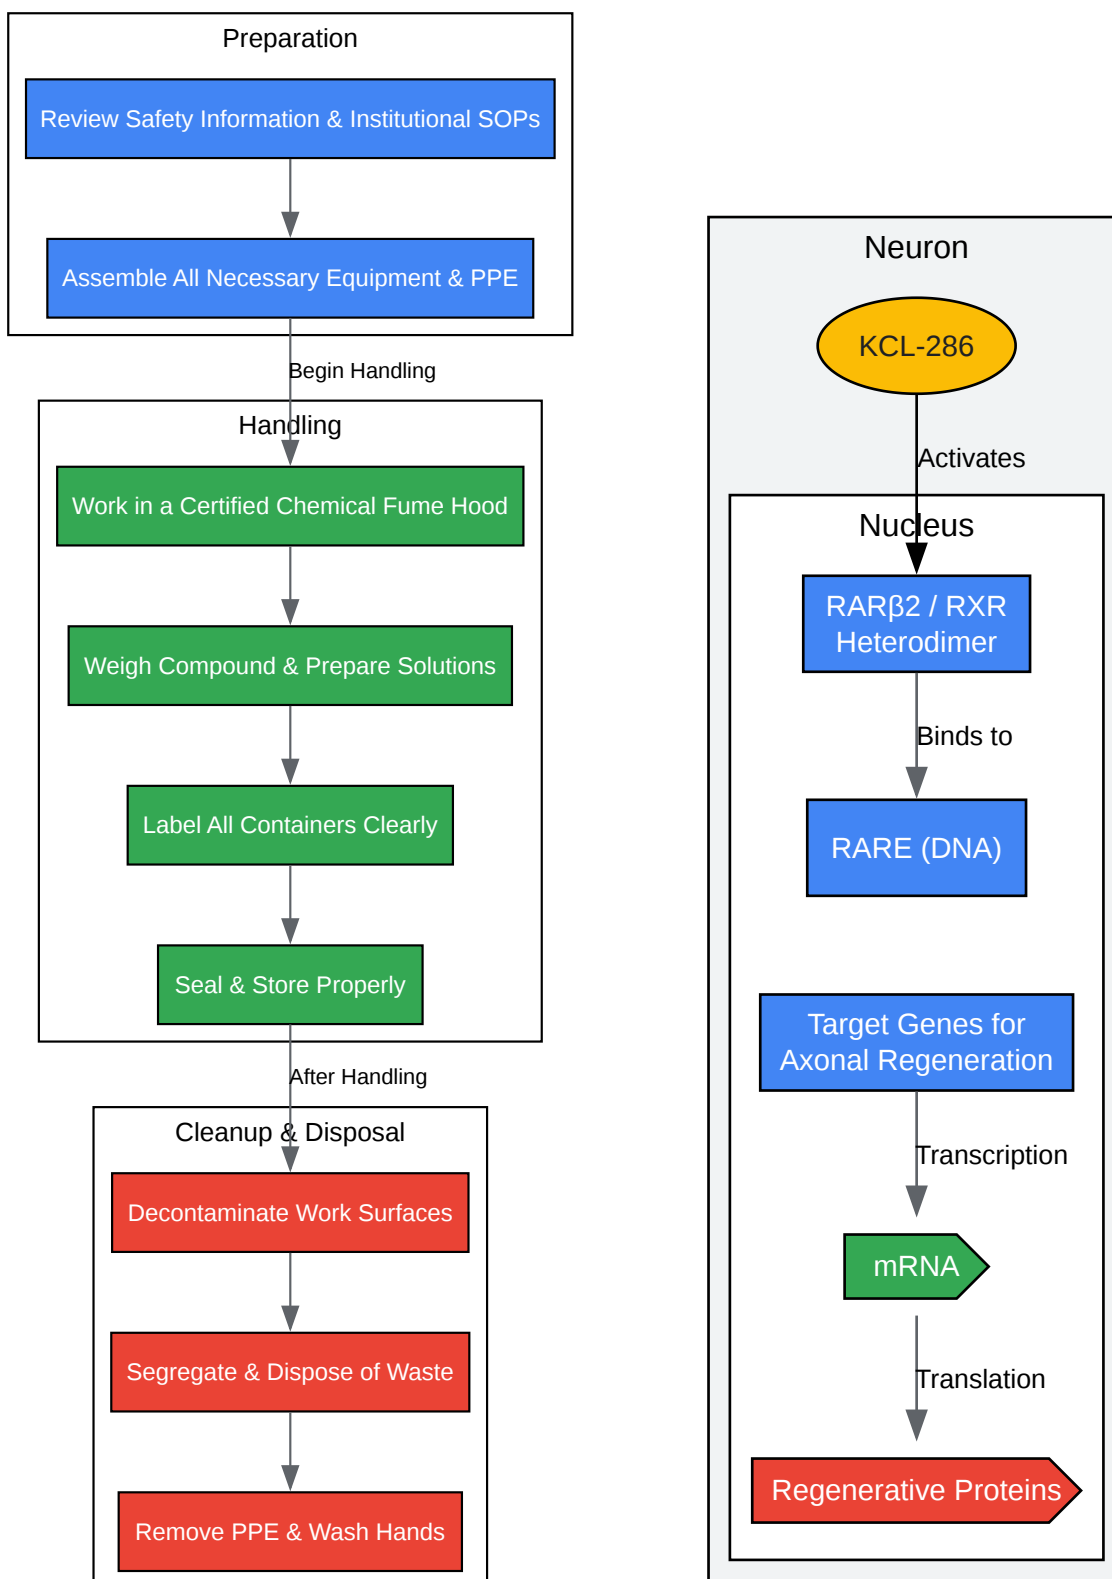 Preparation
Review Safety Information & Institutional SOPs
Assemble All Necessary Equipment & PPE
Begin Handling
Handling
Work in a Certified Chemical Fume Hood
Weigh Compound & Prepare Solutions
Label All Containers Clearly
Seal & Store Properly
After Handling
Cleanup & Disposal
Decontaminate Work Surfaces
Segregate & Dispose of Waste
Remove PPE & Wash Hands
Neuron
KCL-286
Activates
Nucleus
RARβ2 / RXR
Heterodimer
Binds to
RARE (DNA)
Target Genes for
Axonal Regeneration
Transcription
mRNA
Translation
Regenerative Proteins